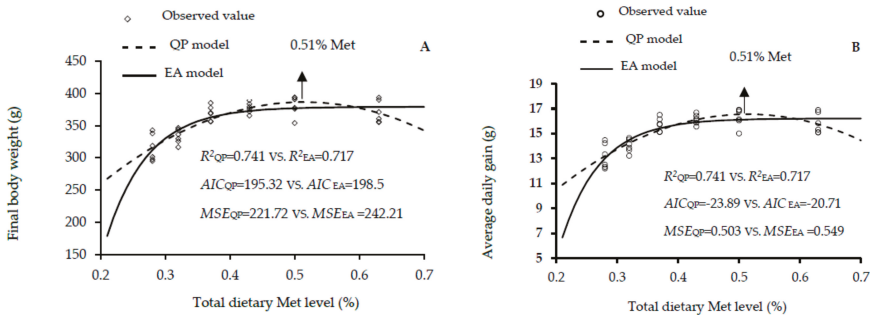 Observed value
QP model
EA model
A
0.51% Met
Final body weight (g)
450
400
350
300
250
200
150
R²QP=0.741 VS. R²EA=0.717
AICQP=195.32 VS. AIC EA=198.5
MSEQP=221.72 VS. MSEEA =242.21
0.2 0.3 0.4 0.5 0.6 0.7
Total dietary Met level (%)
Observed value
QP model
EA model
B
0.51% Met
Average daily gain (g)
19
17
15
13
11
9
7
5
R²QP=0.741 VS. R²EA=0.717
AICQP=-23.89 VS. AIC EA=-20.71
MSEQP=0.503 VS. MSEEA =0.549
0.2 0.3 0.4 0.5 0.6 0.7
Total dietary Met level (%)